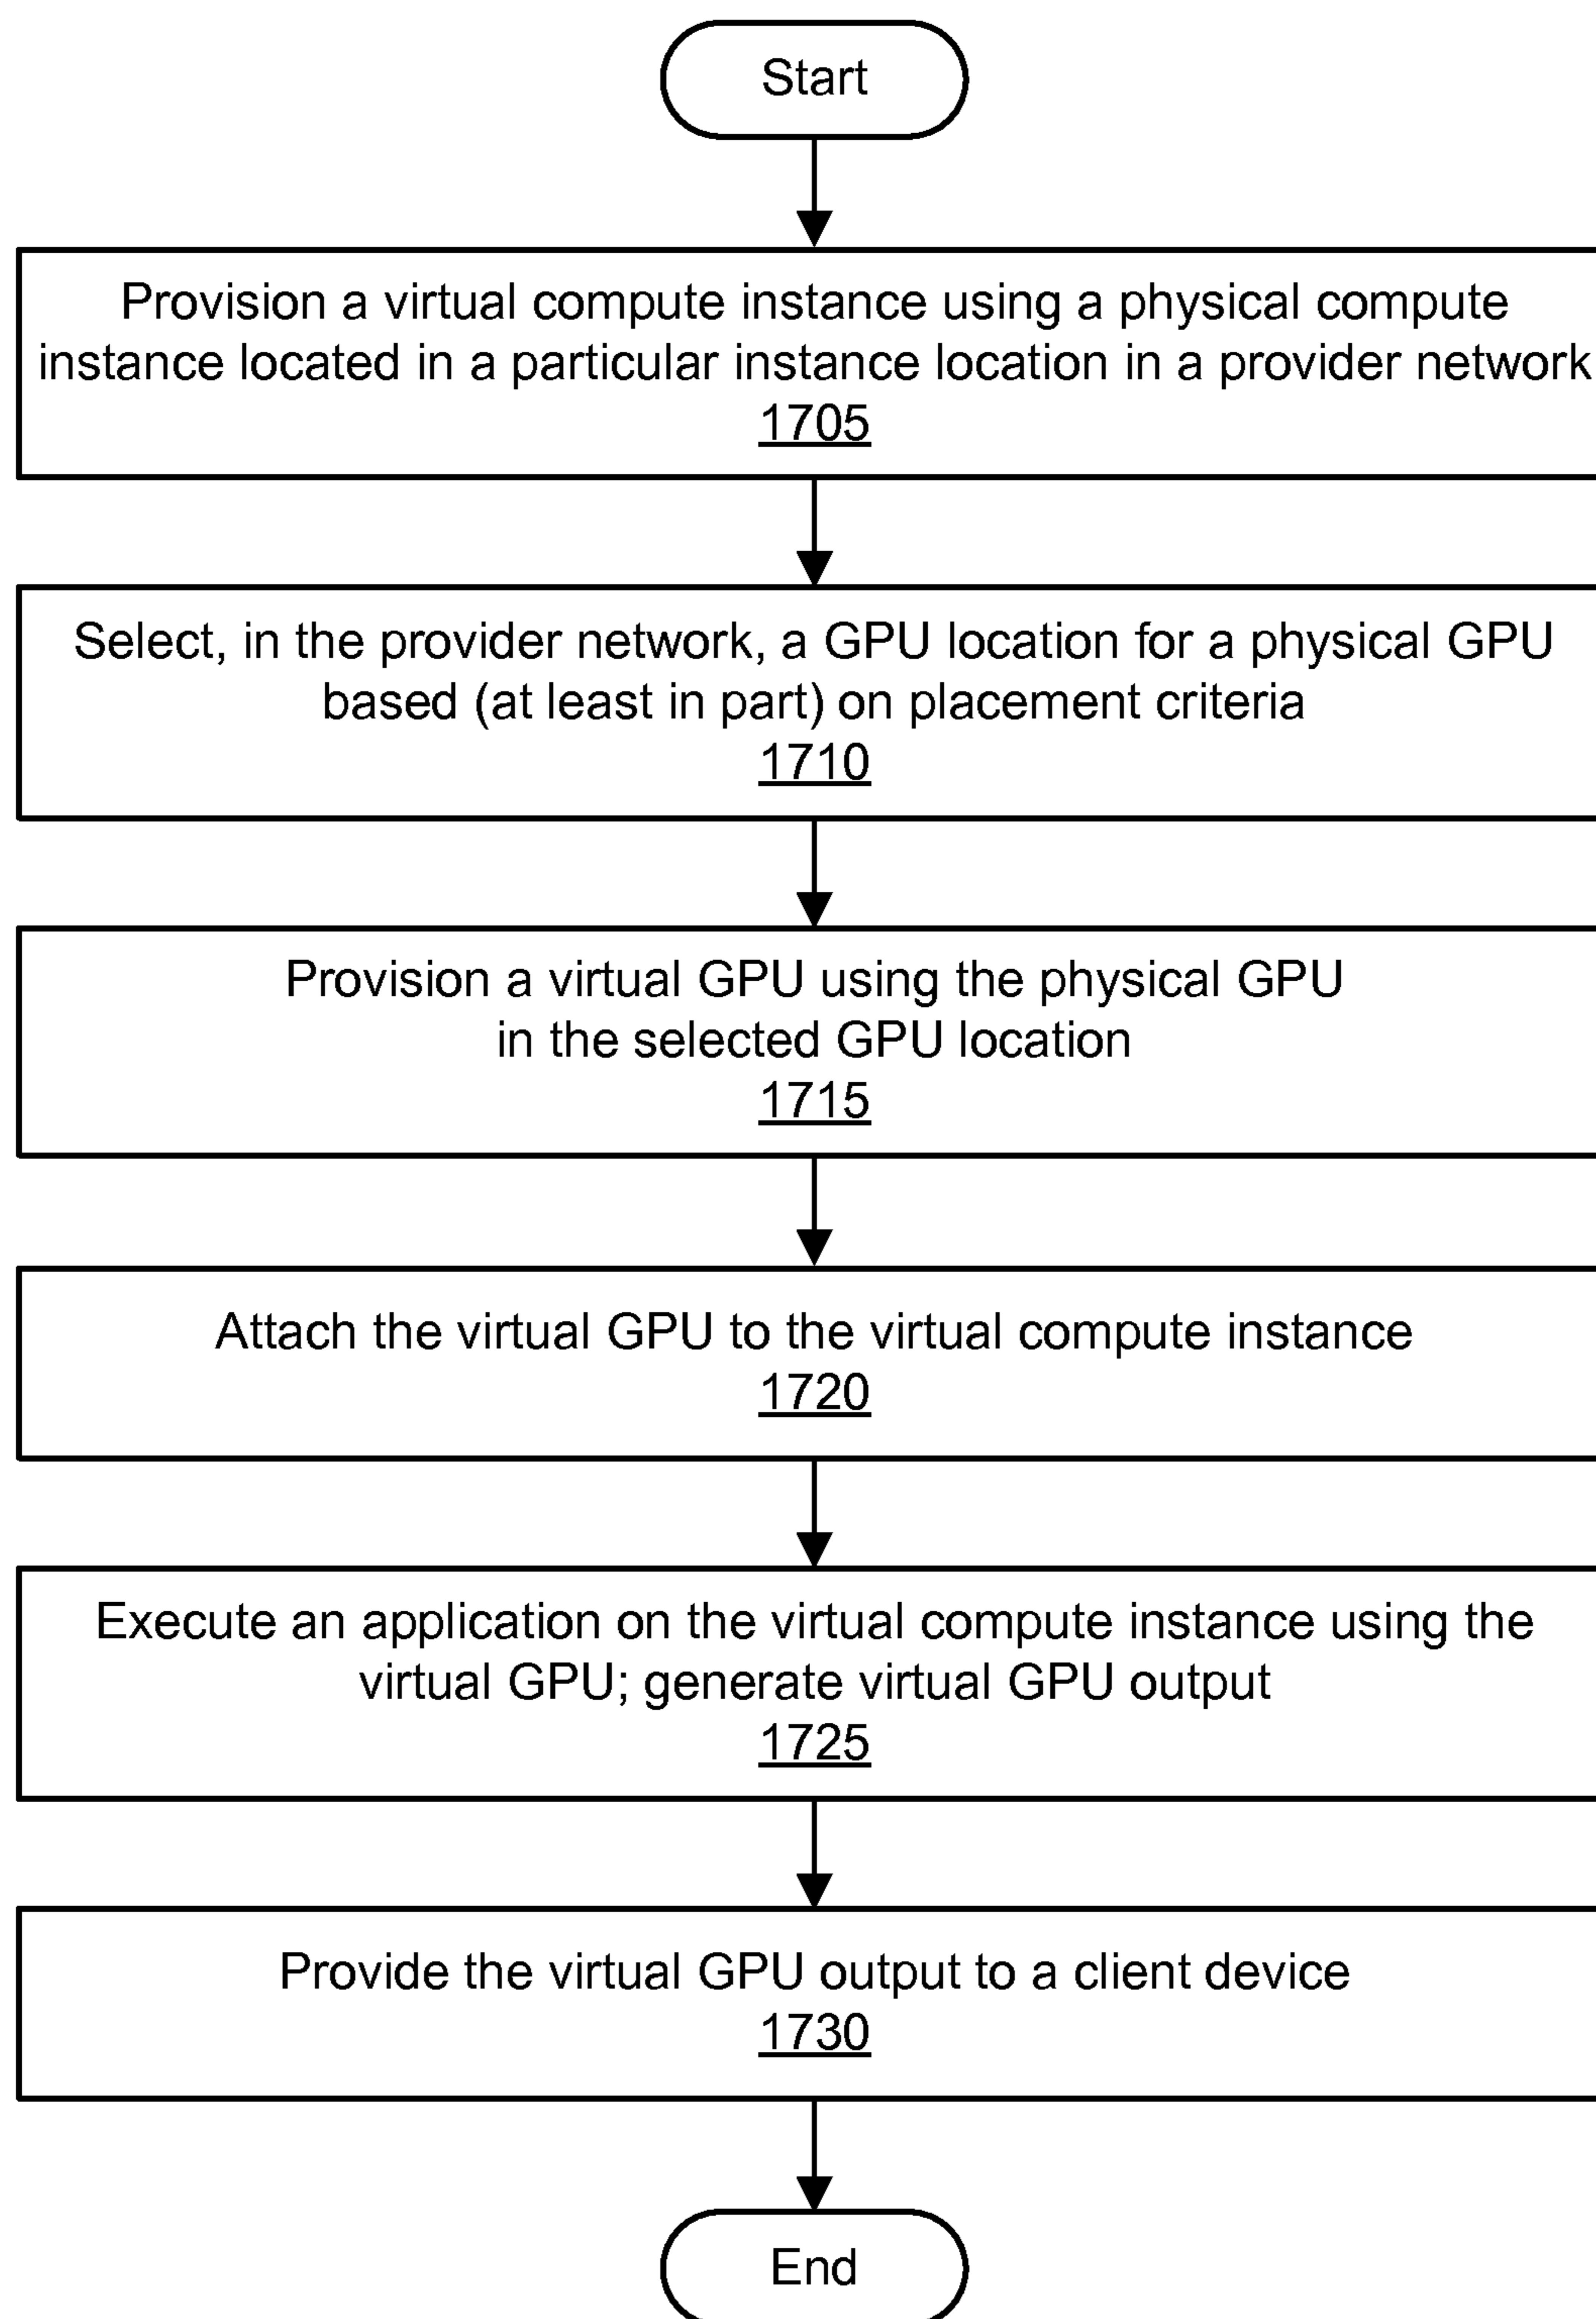 Start
Provision a virtual compute instance using a physical compute
instance located in a particular instance location in a provider network
1705
Select, in the provider network, a GPU location for a physical GPU
based (at least in part) on placement criteria
1710
Provision a virtual GPU using the physical GPU
in the selected GPU location
1715
Attach the virtual GPU to the virtual compute instance
1720
Execute an application on the virtual compute instance using the
virtual GPU; generate virtual GPU output
1725
Provide the virtual GPU output to a client device
1730
End